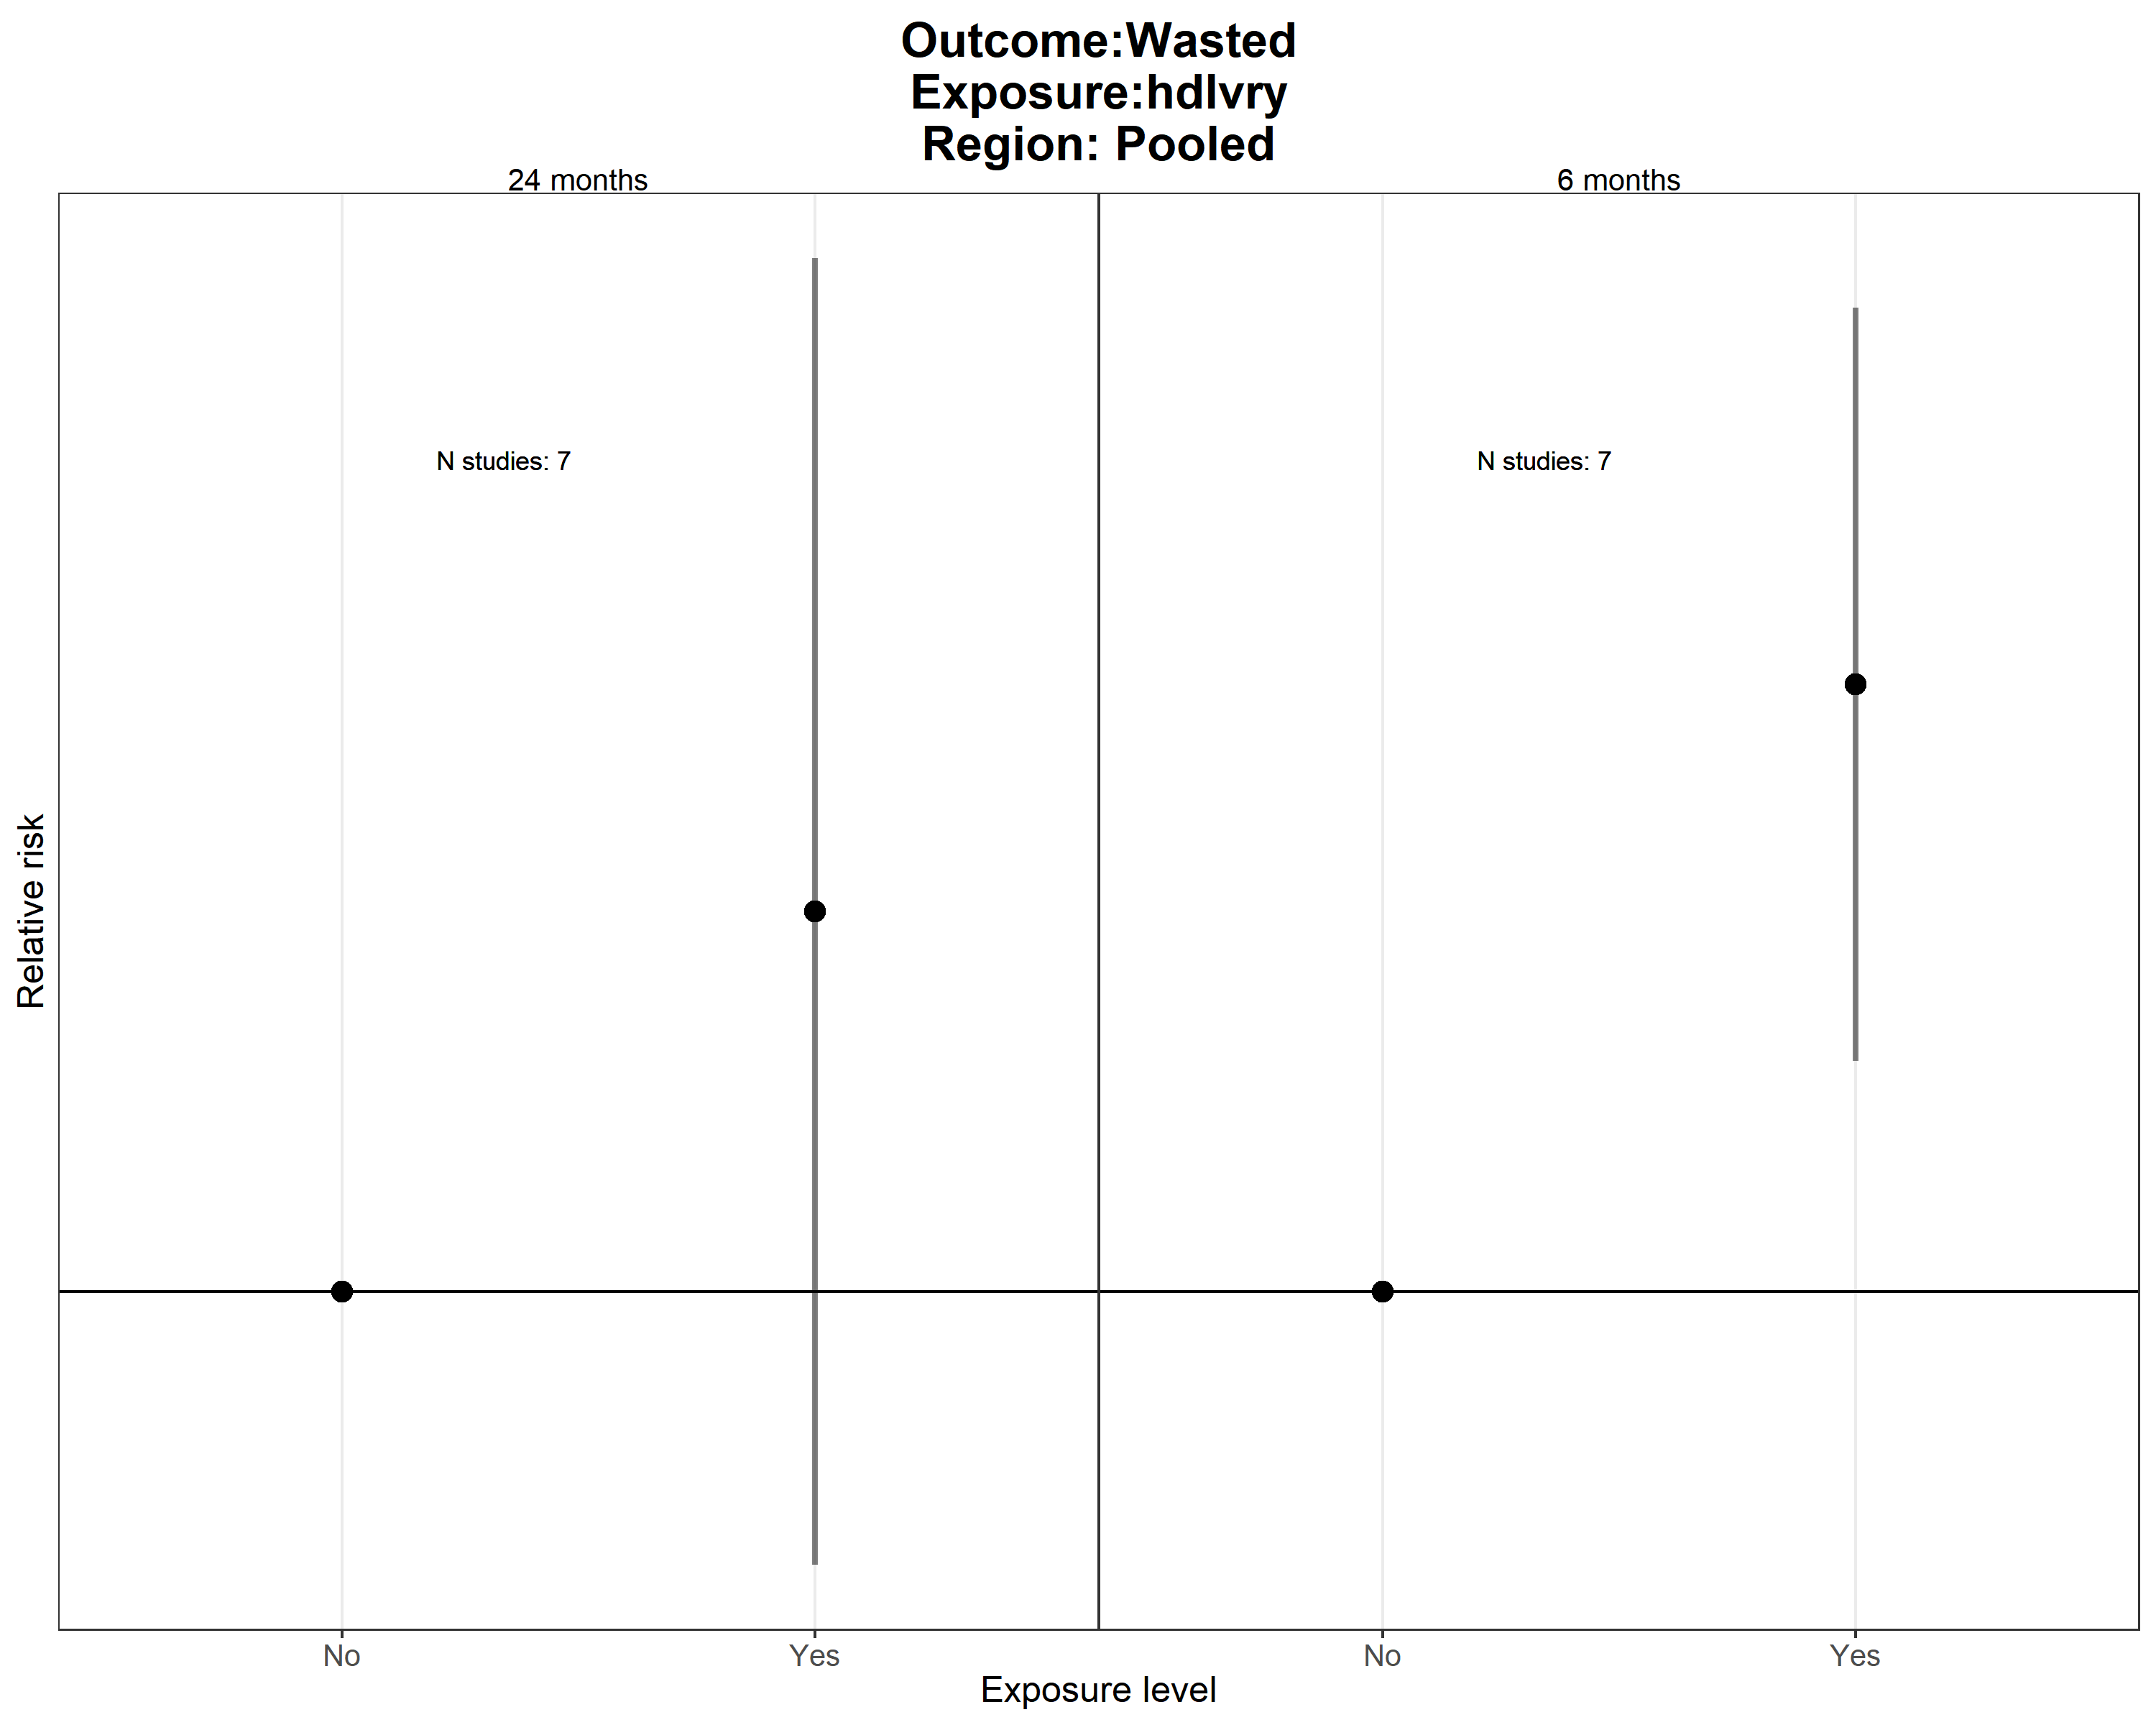 Outcome:Wasted
Exposure:hdlvry
Region: Pooled
24 months
6 months
N studies: 7
N studies: 7
Relative risk
No
Yes
No
Yes
Exposure level